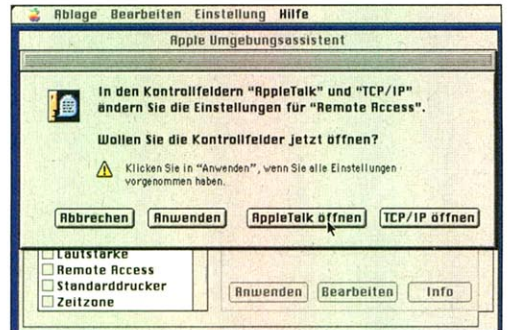 Ablage Bearbeiten Einstellung Hilfe
Apple Umgebungsassistent
In den Kontrollfeldern "AppleTalk" und "TCP/IP"
ändern Sie die Einstellungen für "Remote Access".
Wollen Sie die Kontrollfelder jetzt öffnen?
Klicken Sie in "Anwenden", wenn Sie alle Einstellungen
vorgenommen haben.
Abbrechen Anwenden AppleTalk öffnen TCP/IP öffnen
Lautstärke
Remote Access
Standarddrucker
Zeitzone
Anwenden Bearbeiten Info